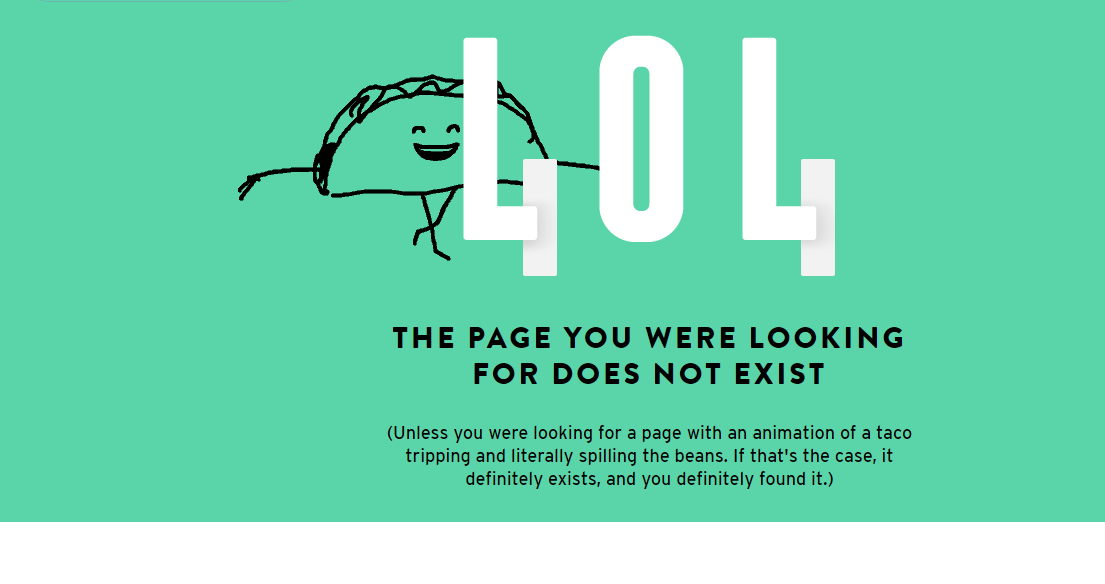 LOL
THE PAGE YOU WERE LOOKING
FOR DOES NOT EXIST
(Unless you were looking for a page with an animation of a taco
tripping and literally spilling the beans. If that's the case, it
definitely exists, and you definitely found it.)